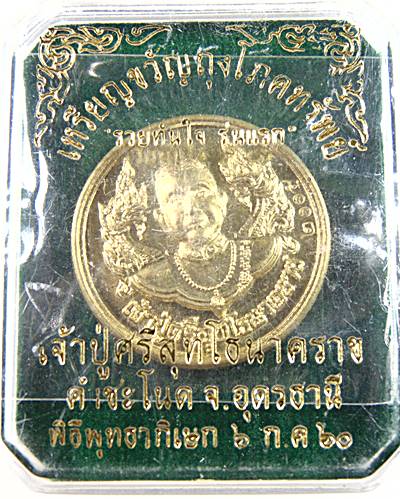 เหรียญขวัญถุงโภคทรัพย์
"รวยทันใจ รุ่นแรก"
เจ้าปู่ศรีสุทโธนาคราช
คำชะโนด จ.อุดรธานี
พิธีพุทธาภิเษก ๖ ก.ค ๖๐